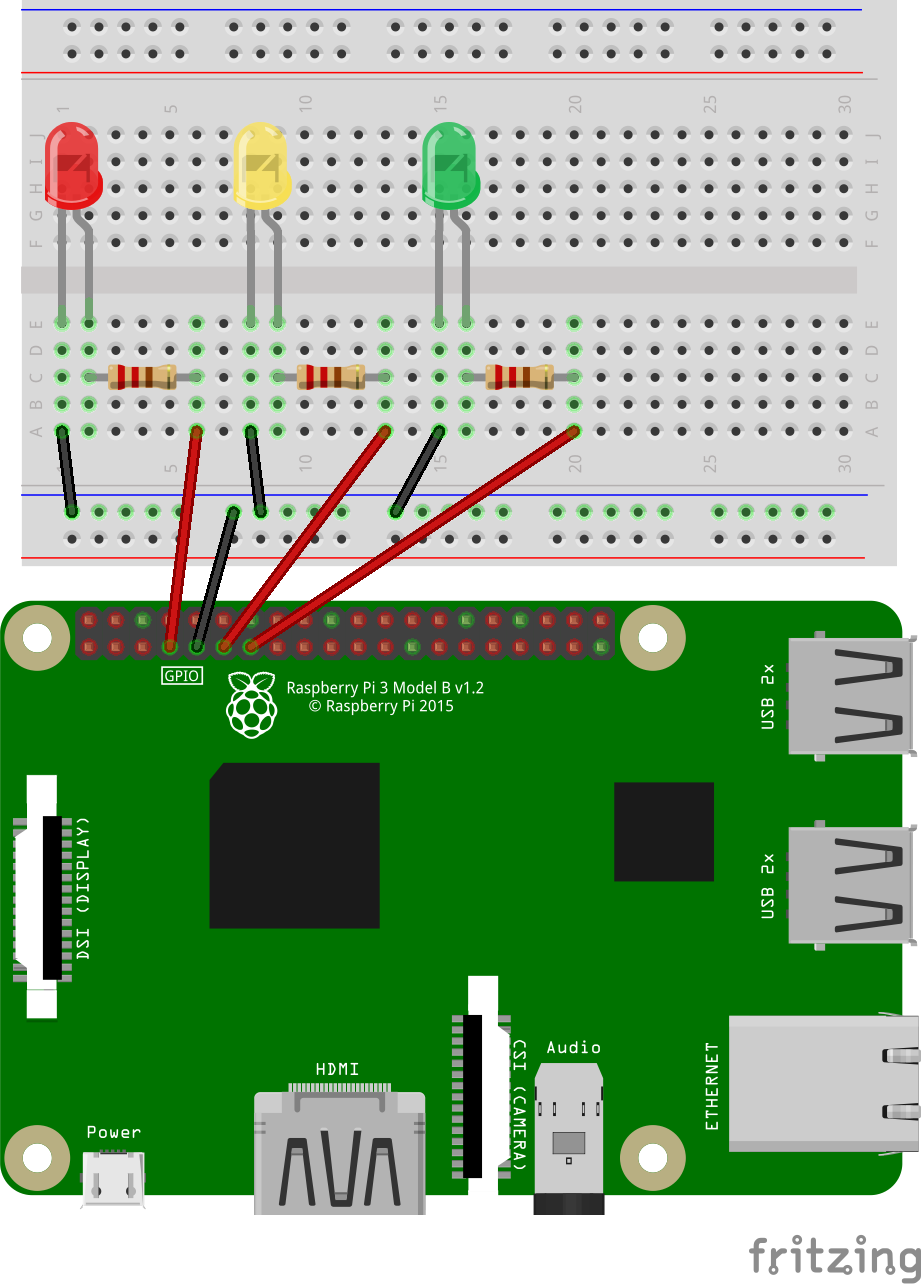 1 5 10 15 20 25 30
J J
I I
H H
G G
F F
E E
D D
C C
B B
A A
5 10 15 20 25 30
GPIO
Raspberry Pi 3 Model B v1.2
© Raspberry Pi 2015
USB 2x
DSI (DISPLAY)
USB 2x
CSI (CAMERA)
Audio
ETHERNET
HDMI
Power
fritzing